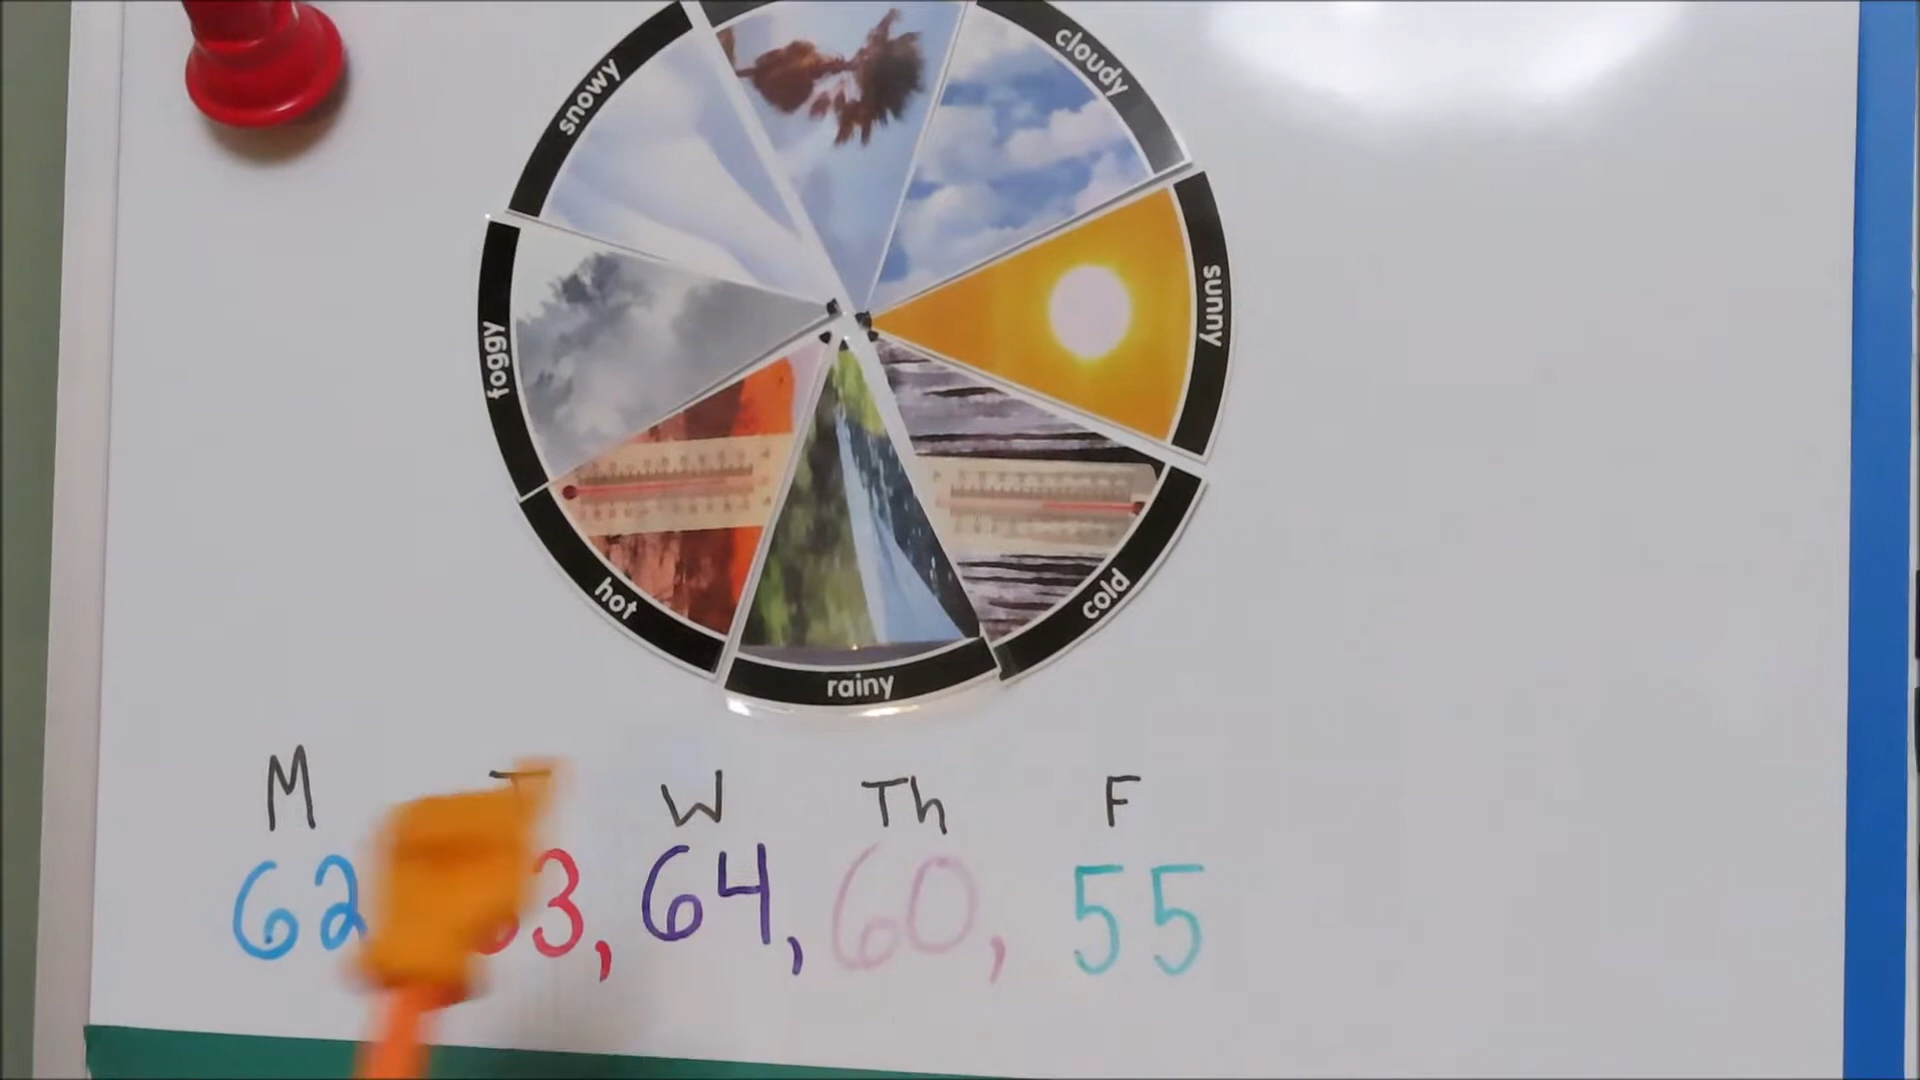 snowy
cloudy
sunny
foggy
hot
cold
rainy
M W Th F
62 3, 64, 60, 55